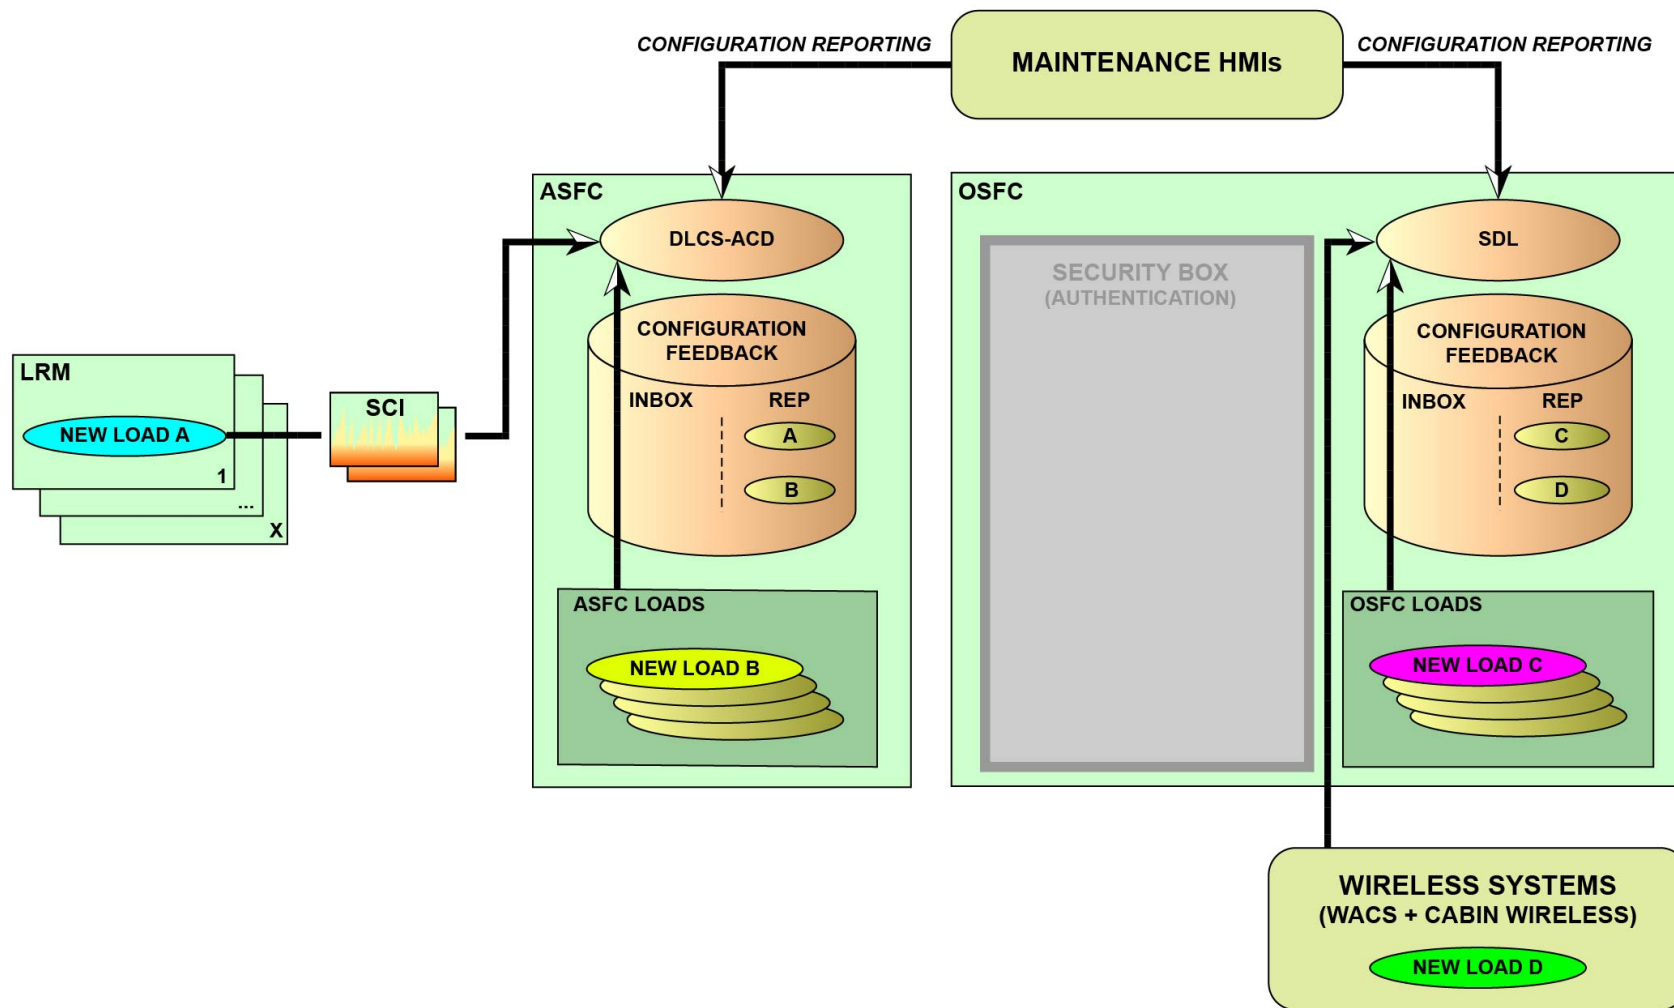 CONFIGURATION REPORTING
MAINTENANCE HMIs
CONFIGURATION REPORTING
ASFC
DLCS-ACD
CONFIGURATION
FEEDBACK
INBOX
REP
A
B
ASFC LOADS
NEW LOAD B
LRM
NEW LOAD A
1
...
X
SCI
OSFC
SECURITY BOX
(AUTHENTICATION)
SDL
CONFIGURATION
FEEDBACK
INBOX
REP
C
D
OSFC LOADS
NEW LOAD C
WIRELESS SYSTEMS
(WACS + CABIN WIRELESS)
NEW LOAD D